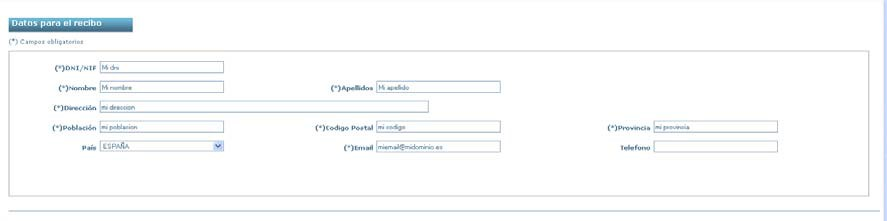 Datos para el recibo
(*) Campos obligatorios
(*)DNI/NIF Mi dni
(*)Nombre Mi nombre (*)Apellidos Mi apellido
(*)Dirección mi direccion
(*)Población mi poblacion (*)Codigo Postal mi codigo (*)Provincia mi provincia
País ESPAÑA (*)Email miemail@midominio.es Telefono